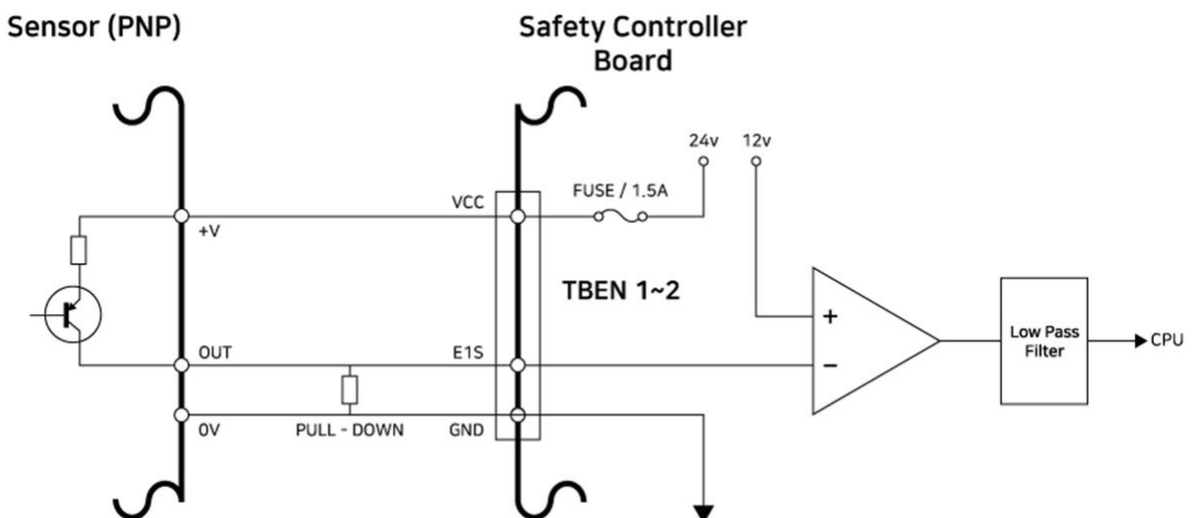 Sensor (PNP)
Safety Controller
Board
24v 12v
FUSE / 1.5A
VCC
+V
TBEN 1~2
+
Low Pass
Filter
CPU
OUT
E1S
−
0V
PULL - DOWN
GND